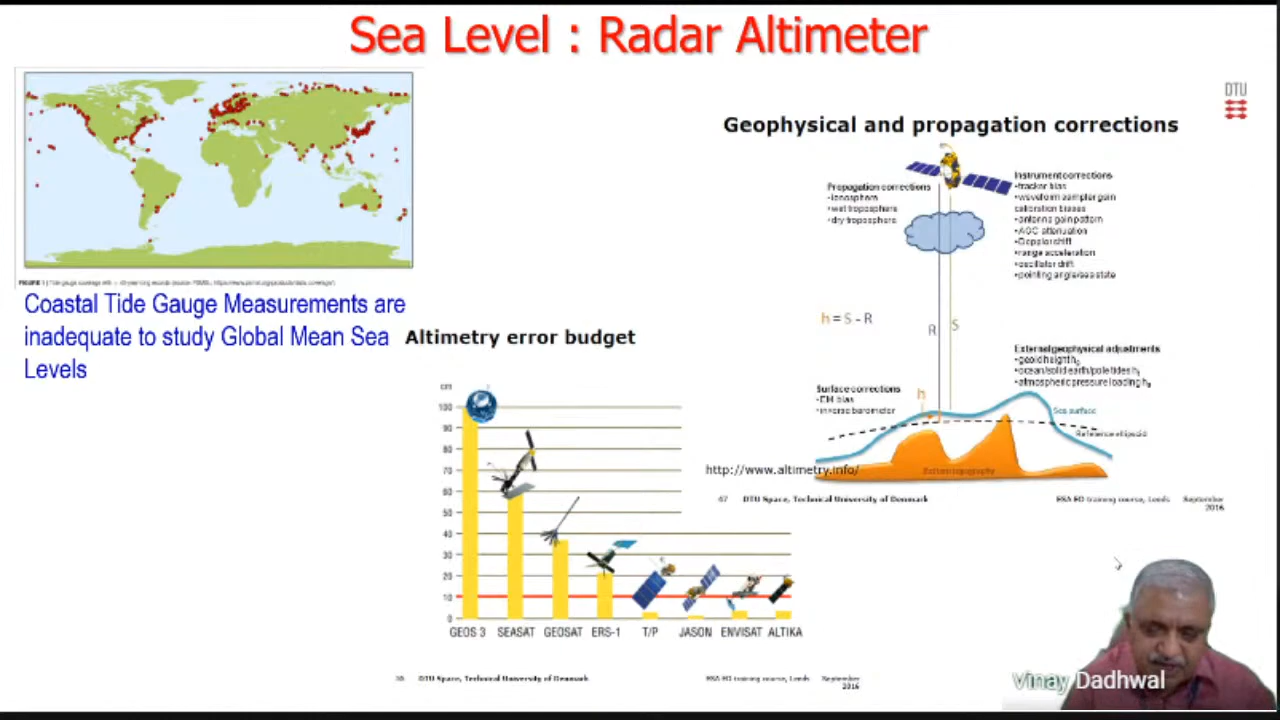 Sea Level : Radar Altimeter
Coastal Tide Gauge Measurements are
inadequate to study Global Mean Sea
Levels
Altimetry error budget
cm
100
90
80
70
60
50
40
30
20
10
0
GEOS 3 SEASAT GEOSAT ERS-1 T/P JASON ENVISAT ALTIKA
DTU Space, Technical University of Denmark
ESA EO training course, Leeds September
2016
DTU
Geophysical and propagation corrections
Propagation corrections
•ionosphere
•wet troposphere
•dry troposphere
Instrument corrections
•tracker bias
•waveform sampler gain
calibration biases
•antenna gain pattern
•AGC attenuation
•Doppler shift
•range acceleration
•oscillator drift
•pointing angle/sea state
h = S - R
R
S
External geophysical adjustments
•geoid height
•ocean/solid earth/pole tides
•atmospheric pressure loading
Surface corrections
•EM bias
•inverse barometer
h
Sea surface
Reference ellipsoid
http://www.altimetry.info/
47 DTU Space, Technical University of Denmark
ESA EO training course, Leeds September
2016
Vinay Dadhwal